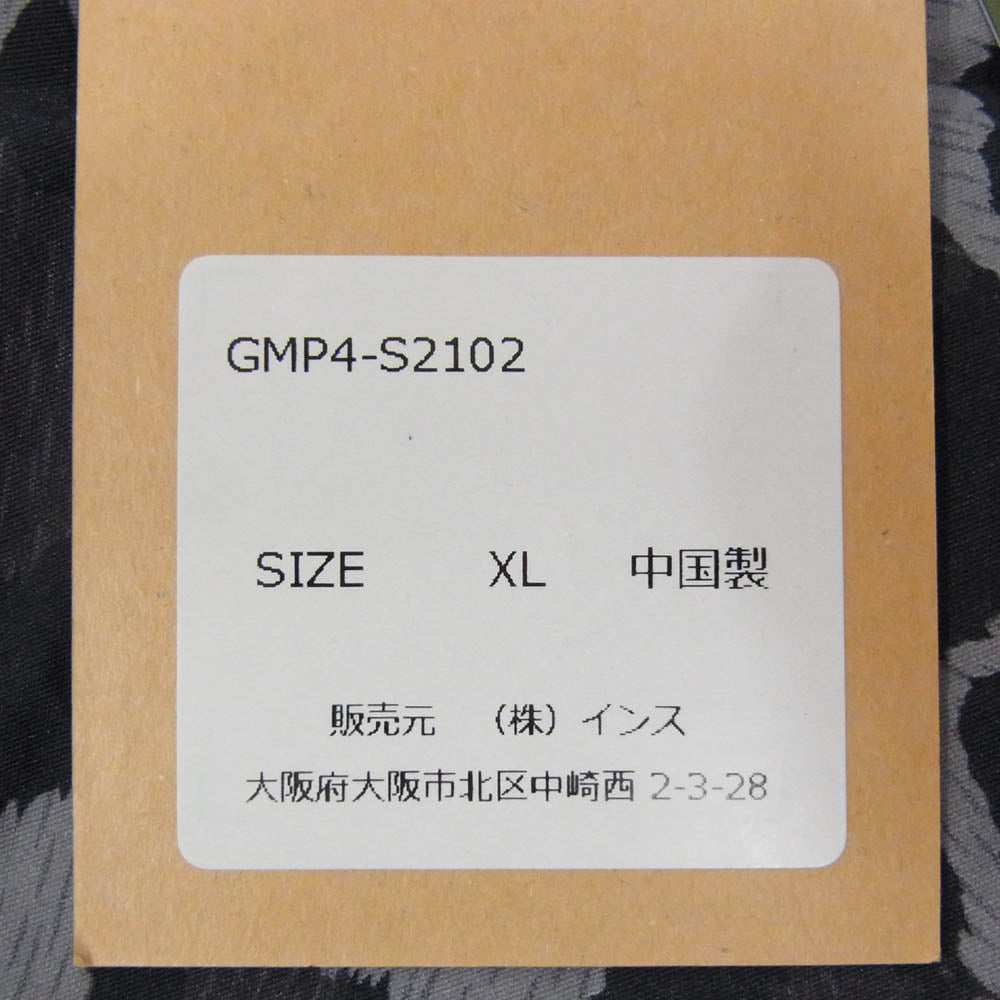 GMP4-S2102
SIZE XL 中国製
販売元 （株）インス
大阪府大阪市北区中崎西 2-3-28